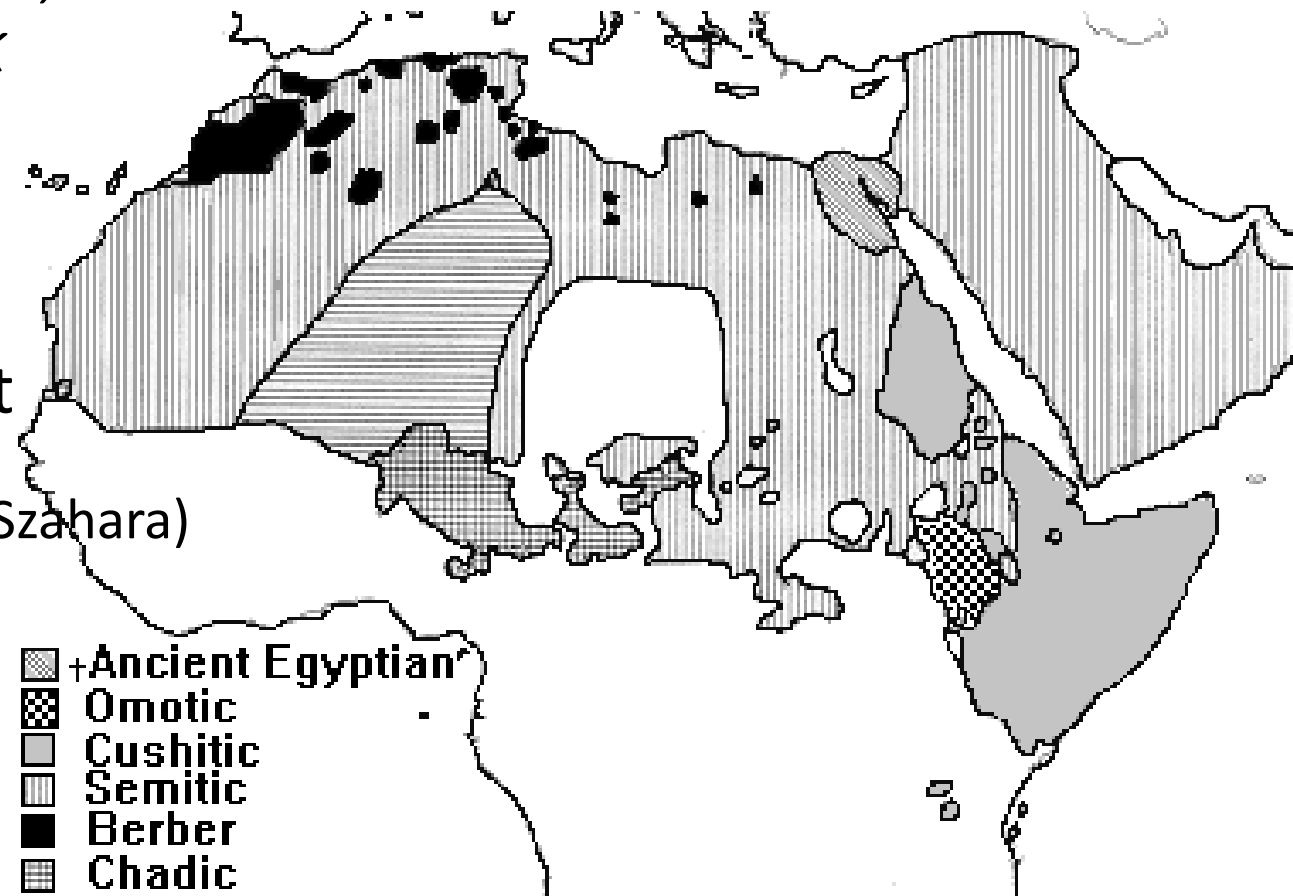 t
Szahara)
†Ancient Egyptian
Omotic
Cushitic
Semitic
Berber
Chadic